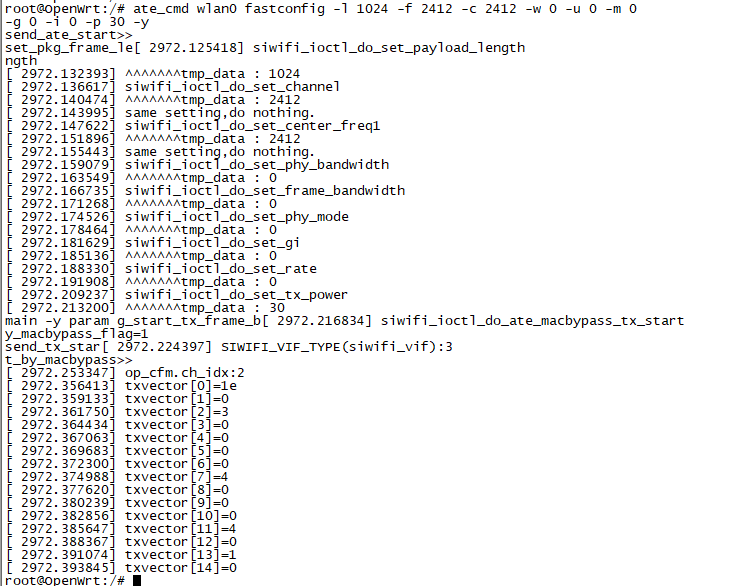 root@OpenWrt:/# ate_cmd wlan0 fastconfig -l 1024 -f 2412 -c 2412 -w 0 -u 0 -m 0
-g 0 -i 0 -p 30 -y
send_ate_start>>
set_pkg_frame_le[ 2972.125418] siwifi_ioctl_do_set_payload_length
ngth
[ 2972.132393] ^^^^^^^tmp_data : 1024
[ 2972.136617] siwifi_ioctl_do_set_channel
[ 2972.140474] ^^^^^^^tmp_data : 2412
[ 2972.143995] same setting,do nothing.
[ 2972.147622] siwifi_ioctl_do_set_center_freq1
[ 2972.151896] ^^^^^^^tmp_data : 2412
[ 2972.155443] same setting,do nothing.
[ 2972.159079] siwifi_ioctl_do_set_phy_bandwidth
[ 2972.163549] ^^^^^^^tmp_data : 0
[ 2972.166735] siwifi_ioctl_do_set_frame_bandwidth
[ 2972.171268] ^^^^^^^tmp_data : 0
[ 2972.174526] siwifi_ioctl_do_set_phy_mode
[ 2972.178464] ^^^^^^^tmp_data : 0
[ 2972.181629] siwifi_ioctl_do_set_gi
[ 2972.185136] ^^^^^^^tmp_data : 0
[ 2972.188330] siwifi_ioctl_do_set_rate
[ 2972.191908] ^^^^^^^tmp_data : 0
[ 2972.209237] siwifi_ioctl_do_set_tx_power
[ 2972.213200] ^^^^^^^tmp_data : 30
main -y param g_start_tx_frame_b[ 2972.216834] siwifi_ioctl_do_ate_macbypass_tx_start
y_macbypass_flag=1
send_tx_star[ 2972.224397] SIWIFI_VIF_TYPE(siwifi_vif):3
t_by_macbypass>>
[ 2972.253347] op_cfm.ch_idx:2
[ 2972.356413] txvector[0]=1e
[ 2972.359133] txvector[1]=0
[ 2972.361750] txvector[2]=3
[ 2972.364434] txvector[3]=0
[ 2972.367063] txvector[4]=0
[ 2972.369683] txvector[5]=0
[ 2972.372300] txvector[6]=0
[ 2972.374988] txvector[7]=4
[ 2972.377620] txvector[8]=0
[ 2972.380239] txvector[9]=0
[ 2972.382856] txvector[10]=0
[ 2972.385647] txvector[11]=4
[ 2972.388367] txvector[12]=0
[ 2972.391074] txvector[13]=1
[ 2972.393845] txvector[14]=0
root@OpenWrt:/#